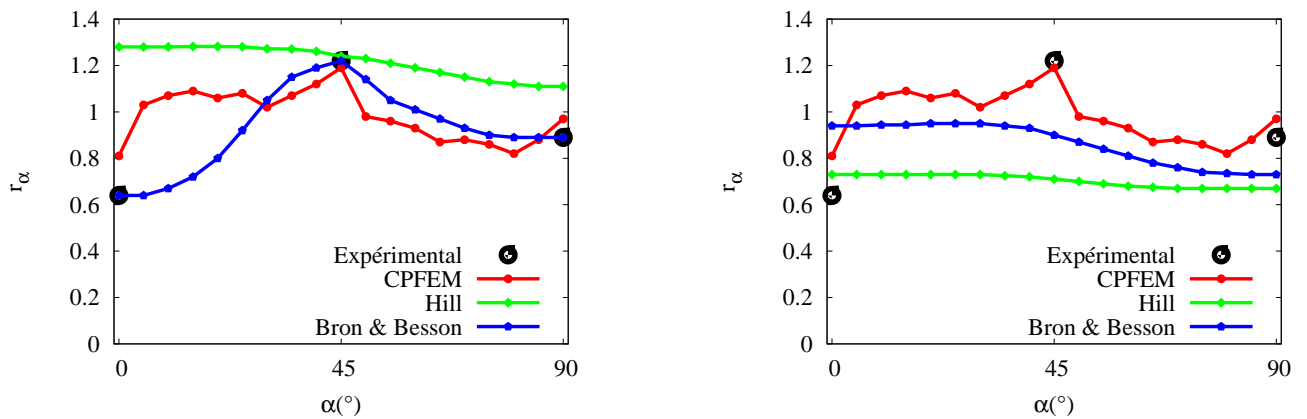 1.4
1.2
1
0.8
0.6
0.4
0.2
0
rα
0
45
90
α(°)
Expérimental
CPFEM
Hill
Bron & Besson
1.4
1.2
1
0.8
0.6
0.4
0.2
0
rα
0
45
90
α(°)
Expérimental
CPFEM
Hill
Bron & Besson